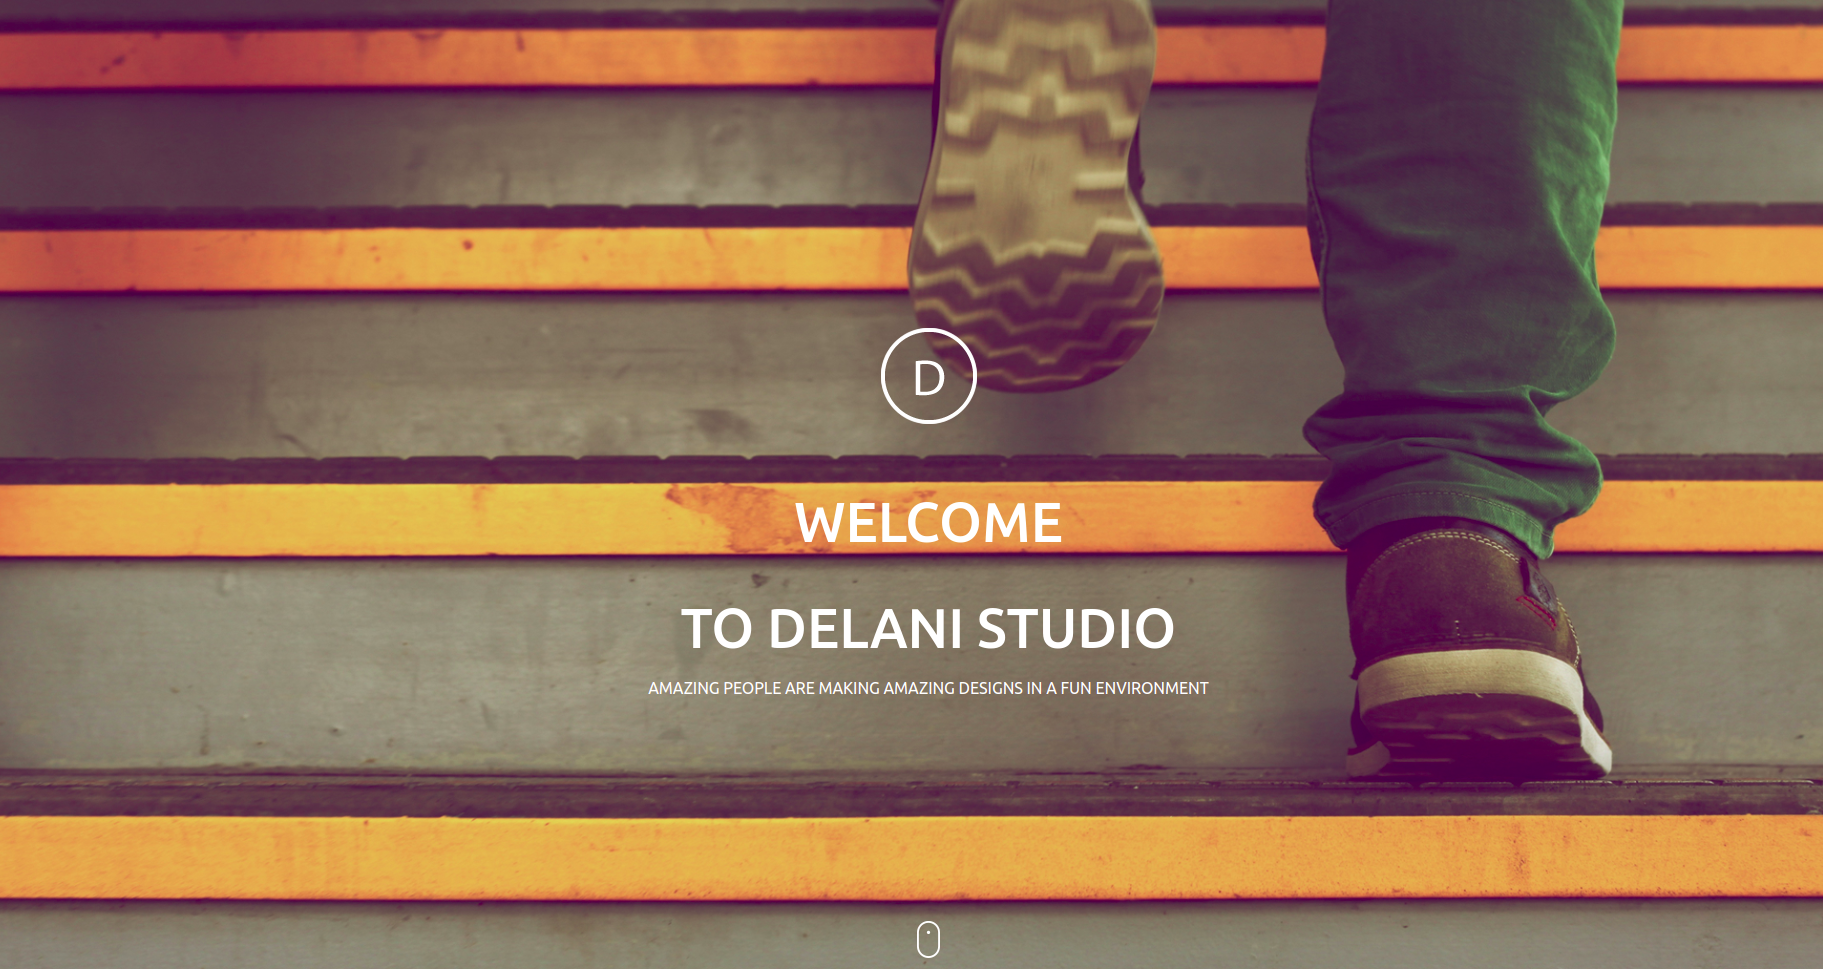 D
WELCOME
TO DELANI STUDIO
AMAZING PEOPLE ARE MAKING AMAZING DESIGNS IN A FUN ENVIRONMENT